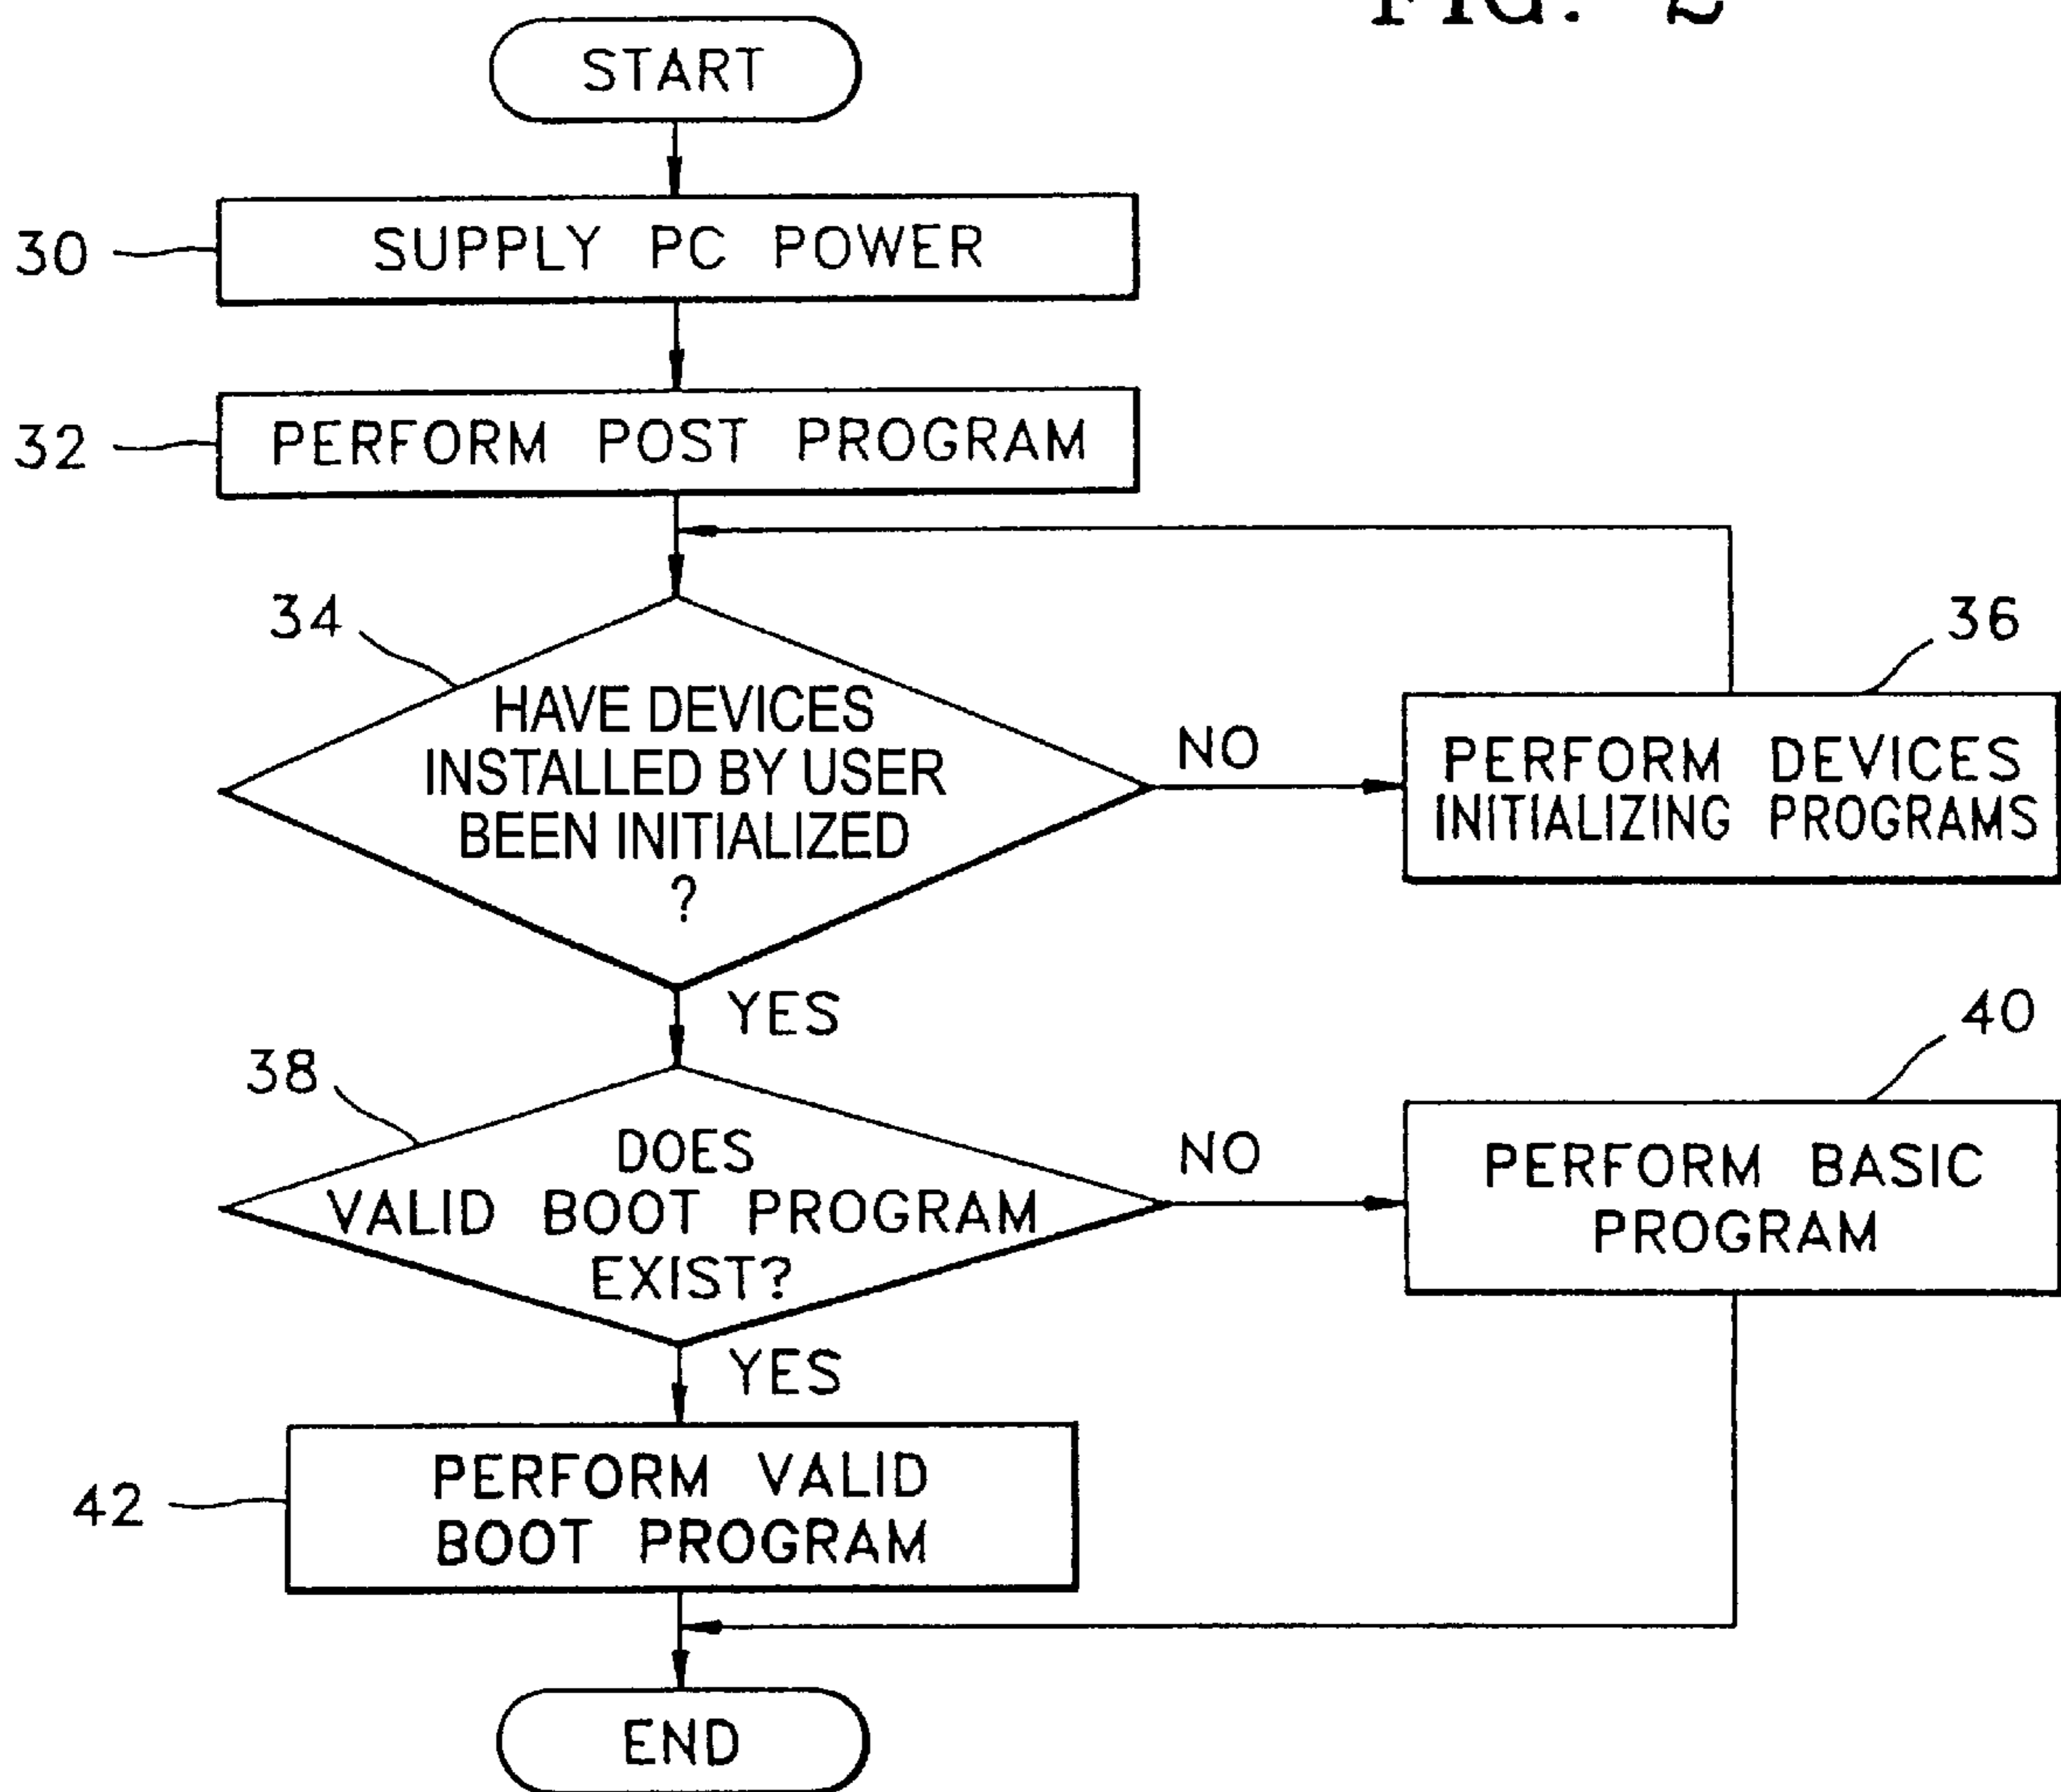 FIG. 2
START
30
SUPPLY PC POWER
32
PERFORM POST PROGRAM
34
HAVE DEVICES
INSTALLED BY USER
BEEN INITIALIZED
?
NO
36
PERFORM DEVICES
INITIALIZING PROGRAMS
YES
38
DOES
VALID BOOT PROGRAM
EXIST?
NO
40
PERFORM BASIC
PROGRAM
YES
42
PERFORM VALID
BOOT PROGRAM
END